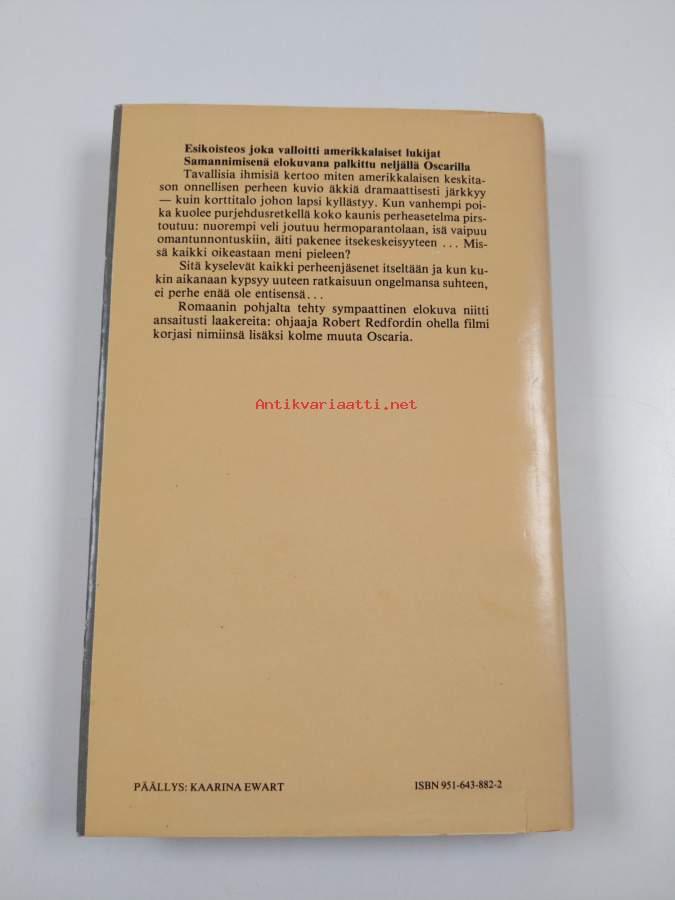 Esikoisteos joka valloitti amerikkalaiset lukijat
Samannimisenä elokuvana palkittu neljällä Oscarilla
Tavallisia ihmisiä kertoo miten amerikkalaisen keskita-
son onnellisen perheen kuvio äkkiä dramaattisesti järkkyy
— kuin korttitalo johon lapsi kyllästyy. Kun vanhempi poi-
ka kuolee purjehdusretkellä koko kaunis perheasetelma pirs-
toutuu: nuorempi veli joutuu hermoparantolaan, isä vaipuu
omantunnontuskiin, äiti pakenee itsekeskeisyyteen ... Mis-
sä kaikki oikeastaan meni pieleen?
Sitä kyselevät kaikki perheenjäsenet itseltään ja kun ku-
kin aikanaan kypsyy uuteen ratkaisuun ongelmansa suhteen,
ei perhe enää ole entisensä ...
Romaanin pohjalta tehty sympaattinen elokuva niitti
ansaitusti laakereita: ohjaaja Robert Redfordin ohella filmi
korjasi nimiinsä lisäksi kolme muuta Oscaria.
Antikvariaatti.net
PÄÄLLYS: KAARINA EWART
ISBN 951-643-882-2